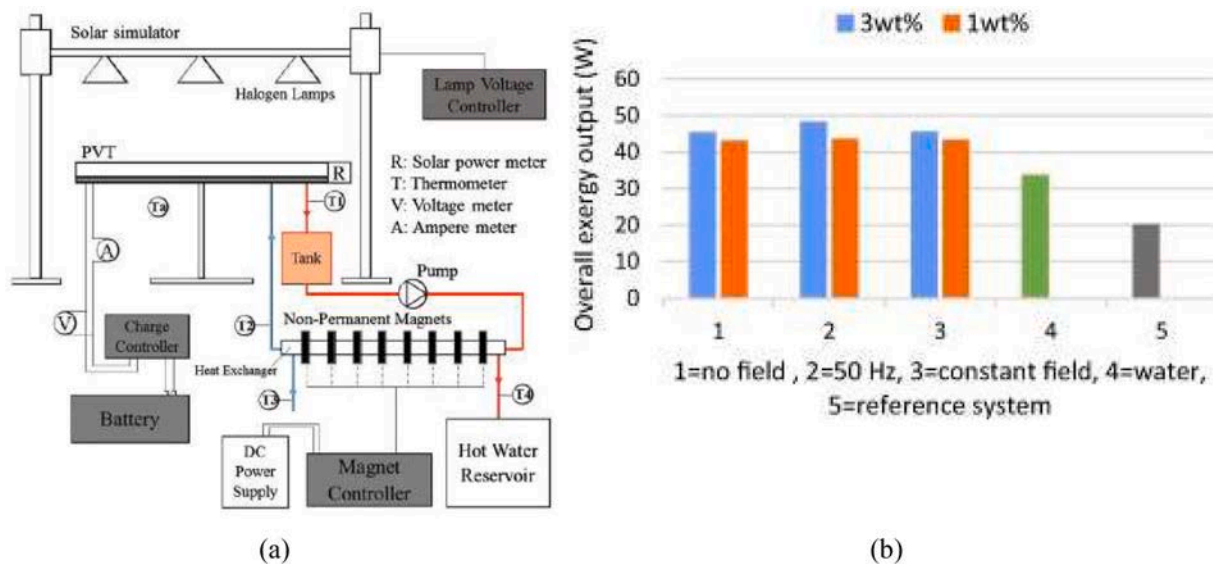 Solar simulator
Halogen Lamps
Lamp Voltage
Controller
PVT
R
R: Solar power meter
T: Thermometer
V: Voltage meter
A: Ampere meter
Ta
T1
A
Tank
Pump
V
T2
Non-Permanent Magnets
Charge
Controller
Heat Exchanger
T3
T4
Battery
DC
Power
Supply
Magnet
Controller
Hot Water
Reservoir
(a)
3wt% 1wt%
Overall exergy output (W)
60
50
40
30
20
10
0
1 2 3 4 5
1=no field , 2=50 Hz, 3=constant field, 4=water,
5=reference system
(b)